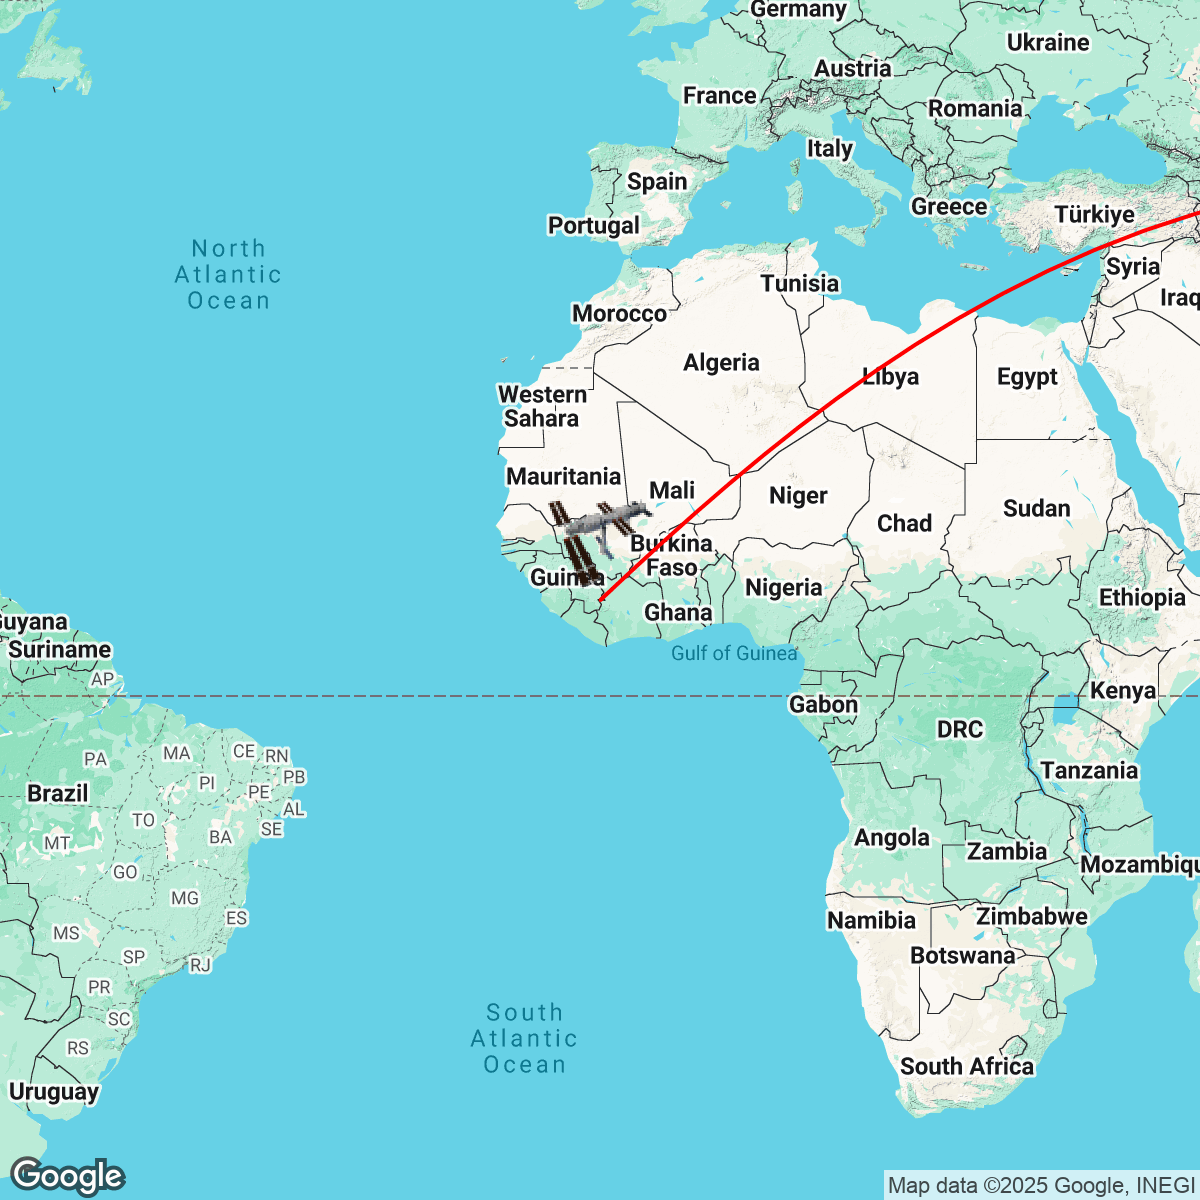 Germany
Ukraine
Austria
France
Romania
Italy
Spain
Greece
Türkiye
Portugal
North
Atlantic
Ocean
Syria
Tunisia
Iraq
Morocco
Algeria
Libya
Egypt
Western
Sahara
Mauritania
Mali
Niger
Chad
Sudan
Burkina
Faso
Guinea
Nigeria
Ethiopia
Ghana
Guyana
Suriname
Gulf of Guinea
AP
Gabon
Kenya
DRC
PA
MA
CE
RN
PB
PI
PE
AL
Brazil
TO
BA
SE
MT
Tanzania
Angola
Zambia
GO
Mozambiqu
MG
ES
Namibia
Zimbabwe
MS
Botswana
SP
RJ
PR
SC
South
Atlantic
Ocean
RS
South Africa
Uruguay
Google
Map data ©2025 Google, INEGI